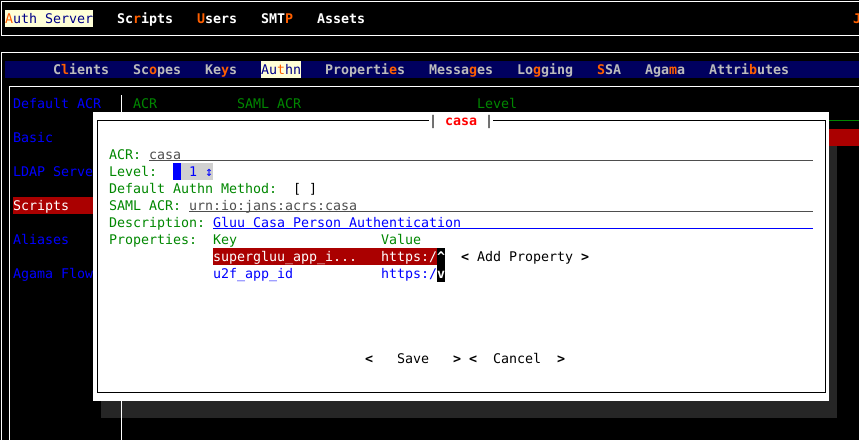 Auth Server Scripts Users SMTP Assets
Clients Scopes Keys Authn Properties Messages Logging SSA Agama Attributes
Default ACR ACR SAML ACR Level
| casa |
Basic
ACR: casa
LDAP Serve Level: 1 ↕
Default Authn Method: [ ]
Scripts SAML ACR: urn:io:jans:acrs:casa
Description: Gluu Casa Person Authentication
Aliases Properties: Key Value
supergluu_app_i... https:/^ < Add Property >
Agama Flow u2f_app_id https:/v
< Save > < Cancel >